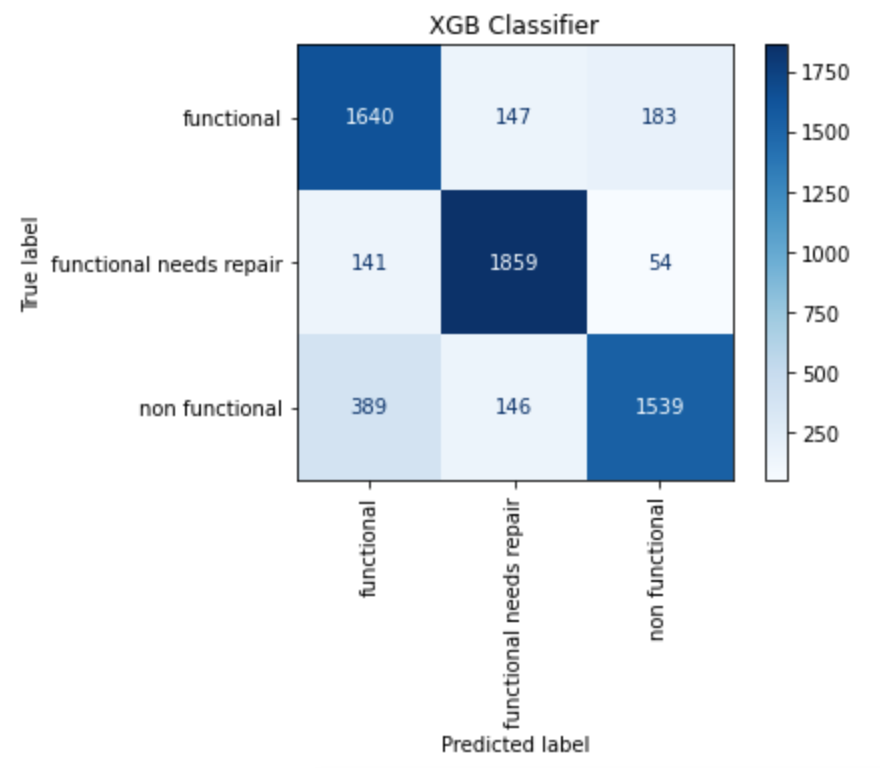 XGB Classifier
functional
1640
147
183
functional needs repair
141
1859
54
non functional
389
146
1539
True label
functional
functional needs repair
non functional
Predicted label
1750
1500
1250
1000
750
500
250